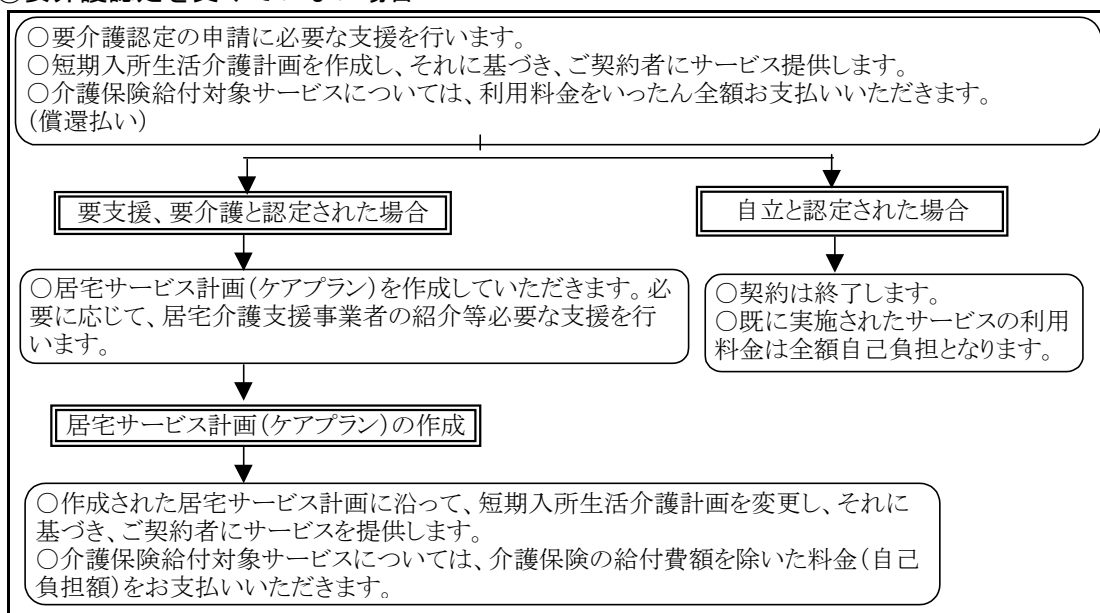 要介護認定を受けていない場合
○要介護認定の申請に必要な支援を行います。
○短期入所生活介護計画を作成し、それに基づき、ご契約者にサービス提供します。
○介護保険給付対象サービスについては、利用料金をいったん全額お支払いいただきます。
(償還払い)
要支援、要介護と認定された場合
自立と認定された場合
○居宅サービス計画(ケアプラン)を作成していただきます。必
要に応じて、居宅介護支援事業者の紹介等必要な支援を行
います。
○契約は終了します。
○既に実施されたサービスの利用
料金は全額自己負担となります。
居宅サービス計画(ケアプラン)の作成
○作成された居宅サービス計画に沿って、短期入所生活介護計画を変更し、それに
基づき、ご契約者にサービスを提供します。
○介護保険給付対象サービスについては、介護保険の給付費額を除いた料金(自己
負担額)をお支払いいただきます。